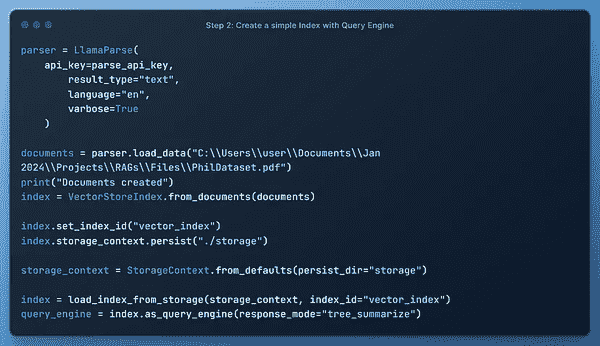 Step 2: Create a simple Index with Query Engine
parser = LlamaParse(
    api_key=parse_api_key,
        result_type="text",
        language="en",
        varbose=True
    )
documents = parser.load_data("C:\\Users\\user\\Documents\\Jan
2024\\Projects\\RAGs\\Files\\PhilDataset.pdf")
print("Documents created")
index = VectorStoreIndex.from_documents(documents)
index.set_index_id("vector_index")
index.storage_context.persist("./storage")
storage_context = StorageContext.from_defaults(persist_dir="storage")
index = load_index_from_storage(storage_context, index_id="vector_index")
query_engine = index.as_query_engine(response_mode="tree_summarize")